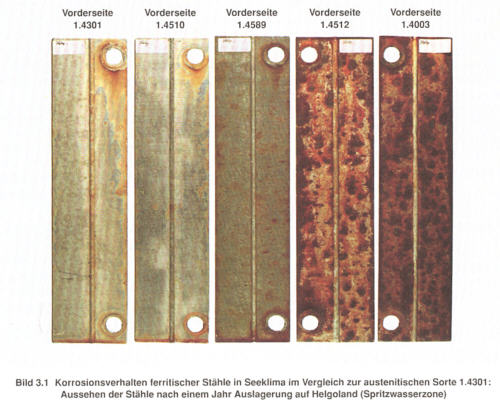 Vorderseite Vorderseite Vorderseite Vorderseite Vorderseite
1.4301 1.4510 1.4589 1.4512 1.4003
Bild 3.1 Korrosionsverhalten ferritischer Stähle in Seeklima im Vergleich zur austenitischen Sorte 1.4301:
Aussehen der Stähle nach einem Jahr Auslagerung auf Helgoland (Spritzwasserzone)